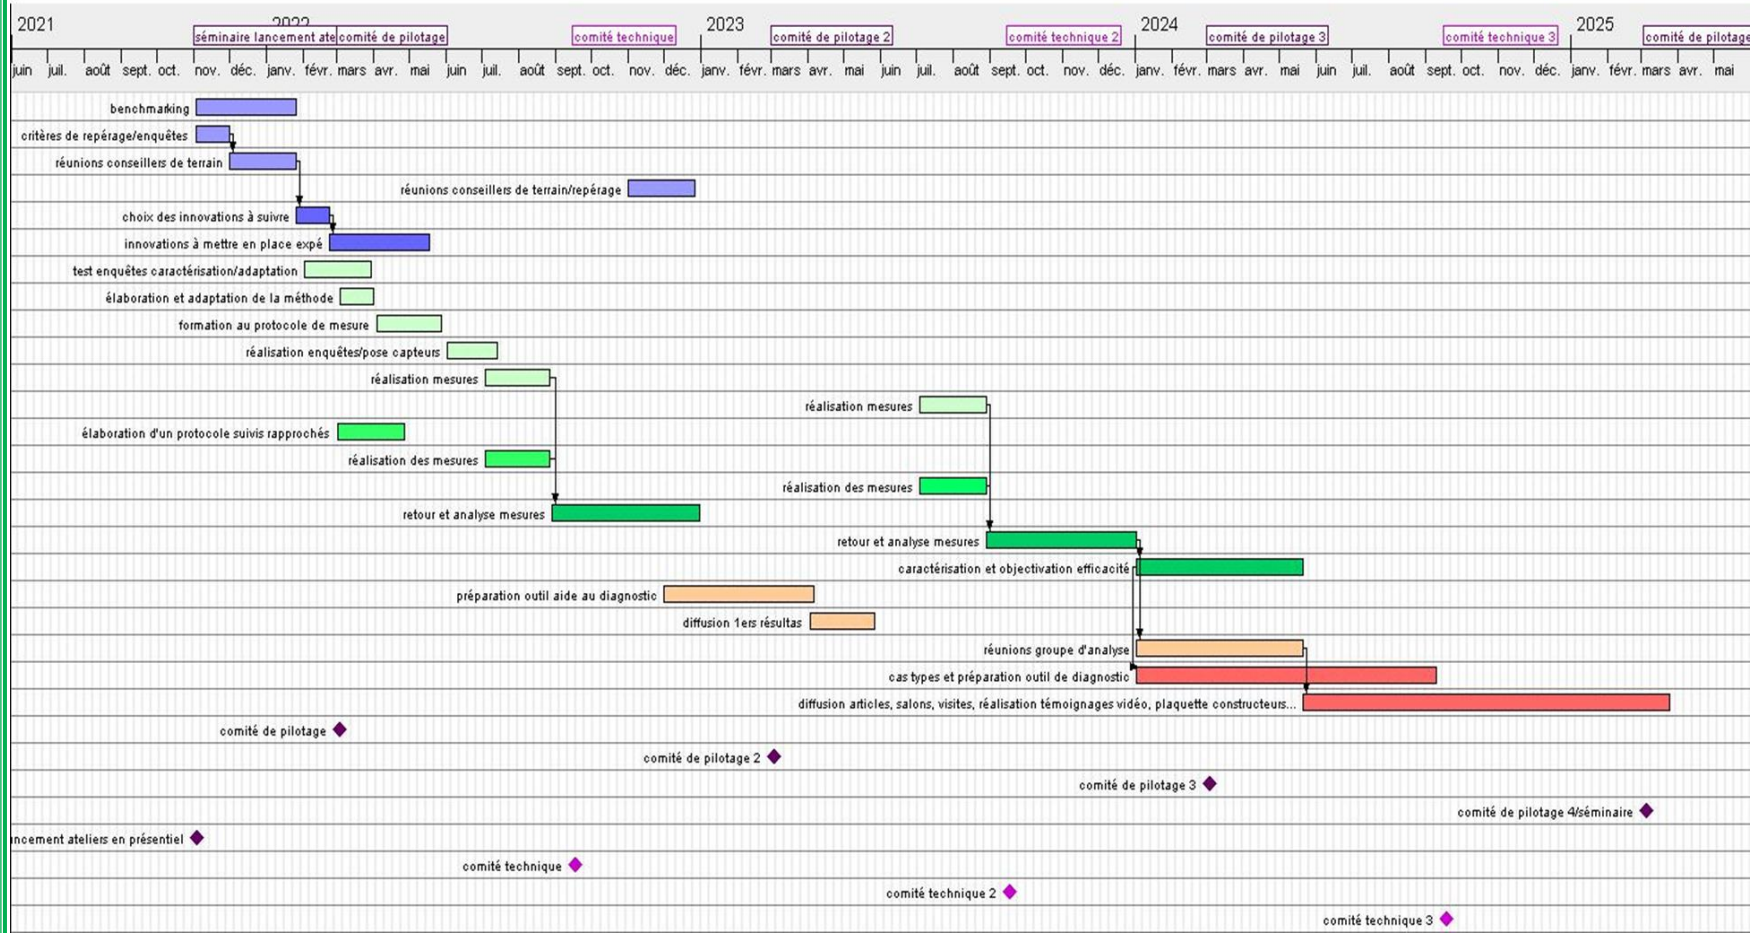 2021 2022 2023 2024 2025
séminaire lancement ate comité de pilotage comité technique comité de pilotage 2 comité technique 2 comité de pilotage 3 comité technique 3 comité de pilotage
juin juil. août sept. oct. nov. déc. janv. févr. mars avr. mai juin juil. août sept. oct. nov. déc. janv. févr. mars avr. mai juin juil. août sept. oct. nov. déc. janv. févr. mars avr. mai juin juil. août sept. oct. nov. déc. janv. févr. mars avr. mai
benchmarking
critères de repérage/enquêtes
réunions conseillers de terrain
réunions conseillers de terrain/repérage
choix des innovations à suivre
innovations à mettre en place expé
test enquêtes caractérisation/adaptation
élaboration et adaptation de la méthode
formation au protocole de mesure
réalisation enquêtes/pose capteurs
réalisation mesures
réalisation mesures
élaboration d'un protocole suivis rapprochés
réalisation des mesures
réalisation des mesures
retour et analyse mesures
retour et analyse mesures
caractérisation et objectivation efficacité
préparation outil aide au diagnostic
diffusion 1ers résultas
réunions groupe d'analyse
cas types et préparation outil de diagnostic
diffusion articles, salons, visites, réalisation témoignages vidéo, plaquette constructeurs...
comité de pilotage
comité de pilotage 2
comité de pilotage 3
comité de pilotage 4/séminaire
ncement ateliers en présentiel
comité technique
comité technique 2
comité technique 3